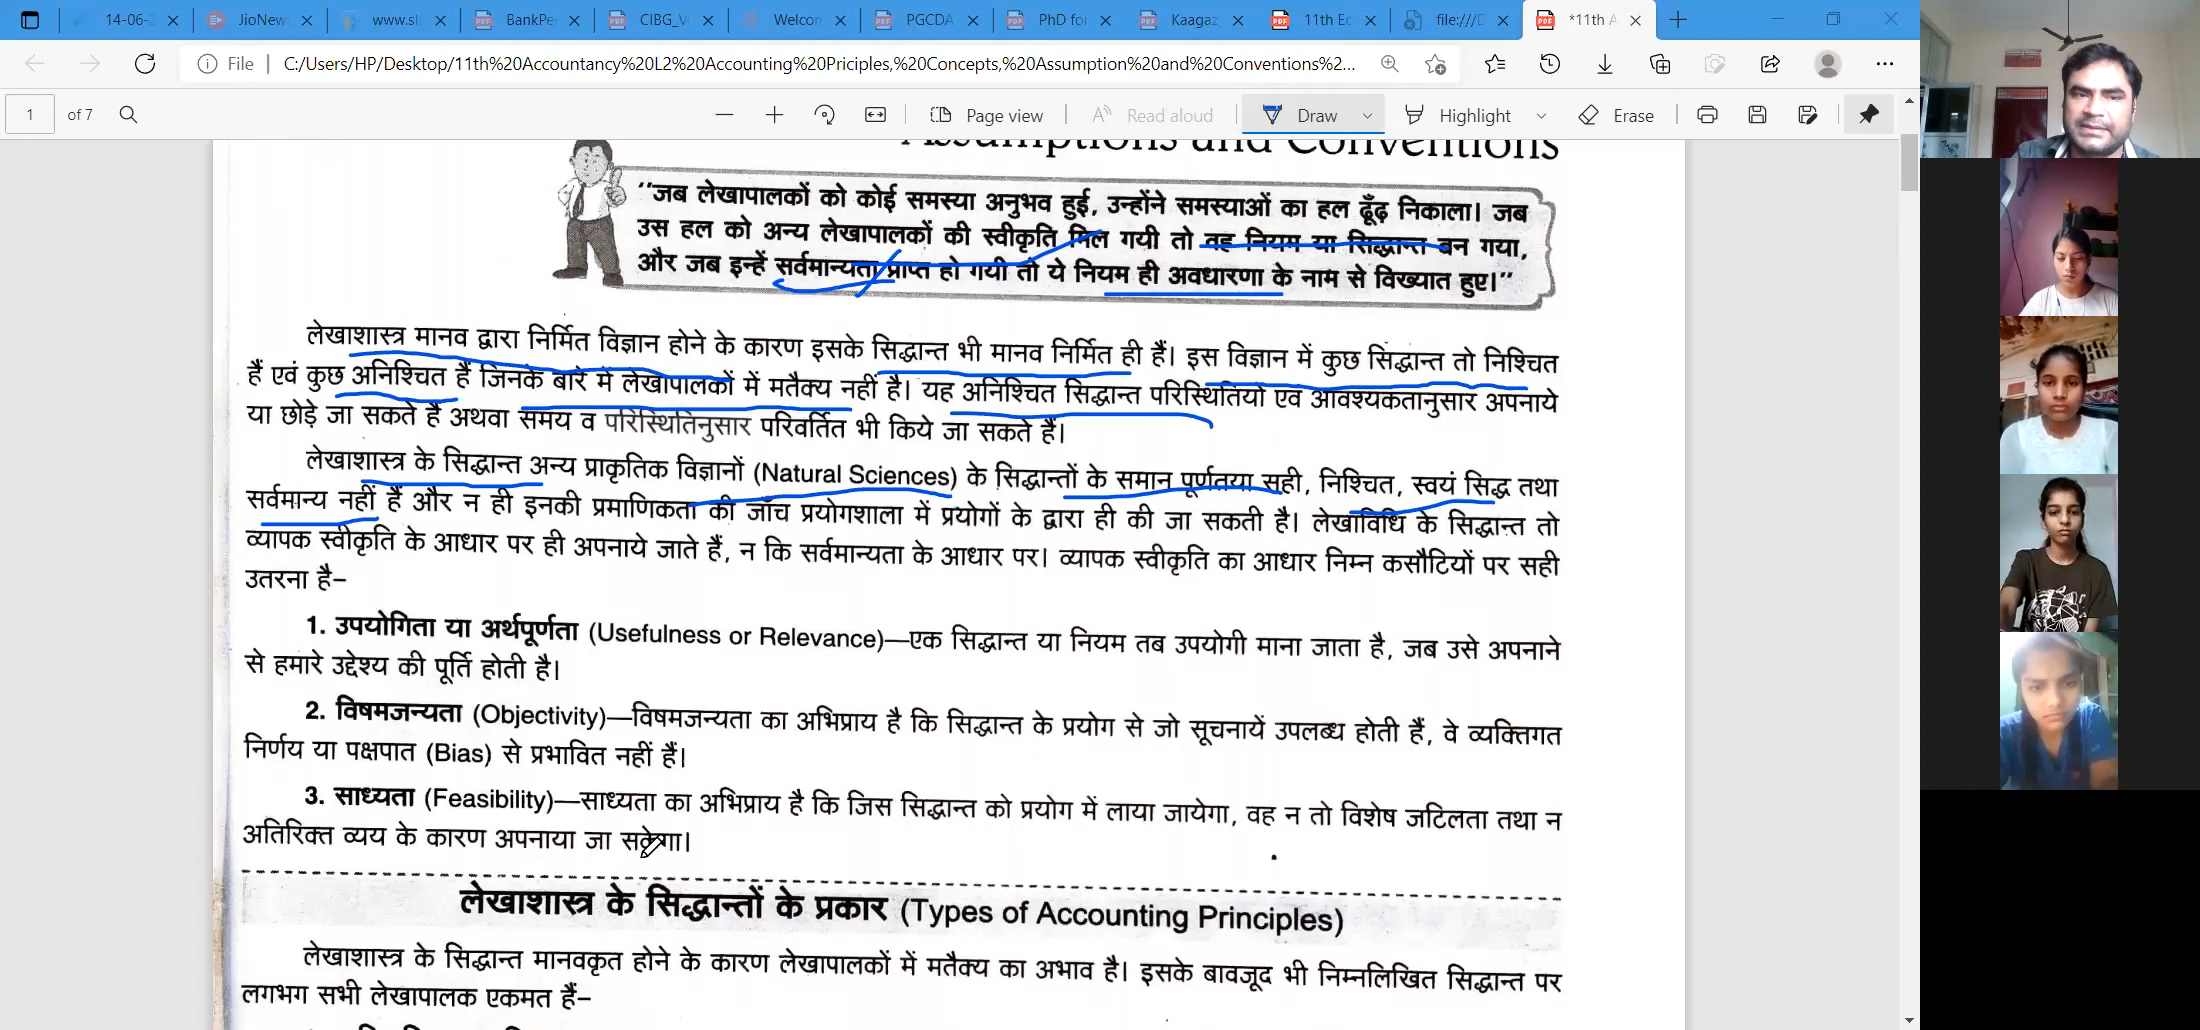 14-06-2
JioNew
www.sli
BankPe
CIBG_V
Welcon
PGCDA
PhD for
Kaagaz
11th Ec
file:///D
*11th A
File
C:/Users/HP/Desktop/11th%20Accountancy%20L2%20Accounting%20Priciples,%20Concepts,%20Assumption%20and%20Conventions%2...
1 of 7
Page view
Read aloud
Draw
Highlight
Erase
Assumptions and Conventions
"जब लेखापालकों को कोई समस्या अनुभव हुई, उन्होंने समस्याओं का हल ढूँढ़ निकाला। जब
उस हल को अन्य लेखापालकों की स्वीकृति मिल गयी तो वह नियम या सिद्धान्त बन गया,
और जब इन्हें सर्वमान्यता प्राप्त हो गयी तो ये नियम ही अवधारणा के नाम से विख्यात हुए।"
लेखाशास्त्र मानव द्वारा निर्मित विज्ञान होने के कारण इसके सिद्धान्त भी मानव निर्मित ही हैं। इस विज्ञान में कुछ सिद्धान्त तो निश्चित
हैं एवं कुछ अनिश्चित हैं जिनके बारे में लेखापालकों में मतैक्य नहीं है। यह अनिश्चित सिद्धान्त परिस्थितियों एवं आवश्यकतानुसार अपनाये
या छोड़े जा सकते हैं अथवा समय व परिस्थितिनुसार परिवर्तित भी किये जा सकते हैं।
लेखाशास्त्र के सिद्धान्त अन्य प्राकृतिक विज्ञानों (Natural Sciences) के सिद्धान्तों के समान पूर्णतया सही, निश्चित, स्वयं सिद्ध तथा
सर्वमान्य नहीं हैं और न ही इनकी प्रमाणिकता की जाँच प्रयोगशाला में प्रयोगों के द्वारा ही की जा सकती है। लेखाविधि के सिद्धान्त तो
व्यापक स्वीकृति के आधार पर ही अपनाये जाते हैं, न कि सर्वमान्यता के आधार पर। व्यापक स्वीकृति का आधार निम्न कसौटियों पर सही
उतरना है–
1. उपयोगिता या अर्थपूर्णता (Usefulness or Relevance)—एक सिद्धान्त या नियम तब उपयोगी माना जाता है, जब उसे अपनाने
से हमारे उद्देश्य की पूर्ति होती है।
2. विषमजन्यता (Objectivity)—विषमजन्यता का अभिप्राय है कि सिद्धान्त के प्रयोग से जो सूचनायें उपलब्ध होती हैं, वे व्यक्तिगत
निर्णय या पक्षपात (Bias) से प्रभावित नहीं हैं।
3. साध्यता (Feasibility)—साध्यता का अभिप्राय है कि जिस सिद्धान्त को प्रयोग में लाया जायेगा, वह न तो विशेष जटिलता तथा न
अतिरिक्त व्यय के कारण अपनाया जा सकेगा।
लेखाशास्त्र के सिद्धान्तों के प्रकार (Types of Accounting Principles)
लेखाशास्त्र के सिद्धान्त मानवकृत होने के कारण लेखापालकों में मतैक्य का अभाव है। इसके बावजूद भी निम्नलिखित सिद्धान्त पर
लगभग सभी लेखापालक एकमत हैं–